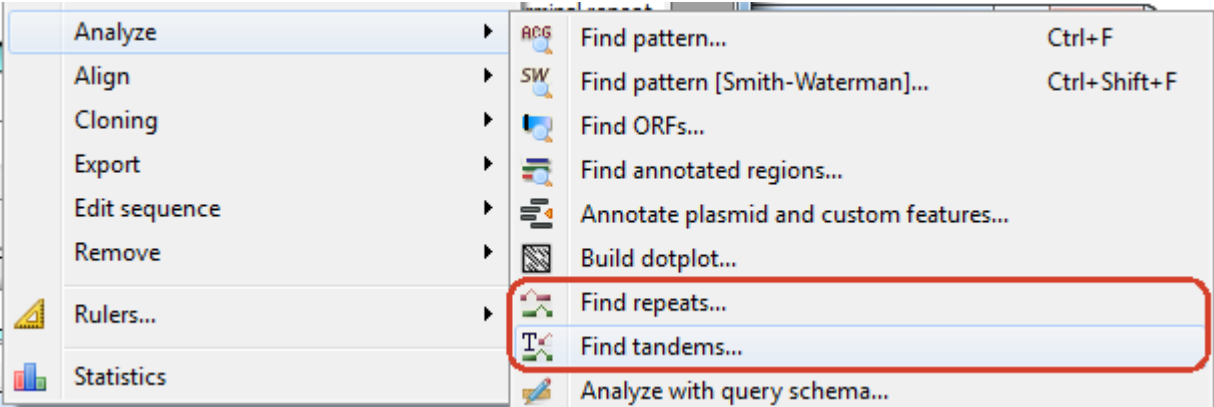 Analyze
Align
Cloning
Export
Edit sequence
Remove
Rulers...
Statistics
Find pattern... Ctrl+F
Find pattern [Smith-Waterman]... Ctrl+Shift+F
Find ORFs...
Find annotated regions...
Annotate plasmid and custom features...
Build dotplot...
Find repeats...
Find tandems...
Analyze with query schema...